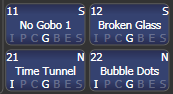 11 S 12 S
No Gobo 1 Broken Glass
I P C G B E S I P C G B E S
21 N 22 N
Time Tunnel Bubble Dots
I P C G B E S I P C G B E S